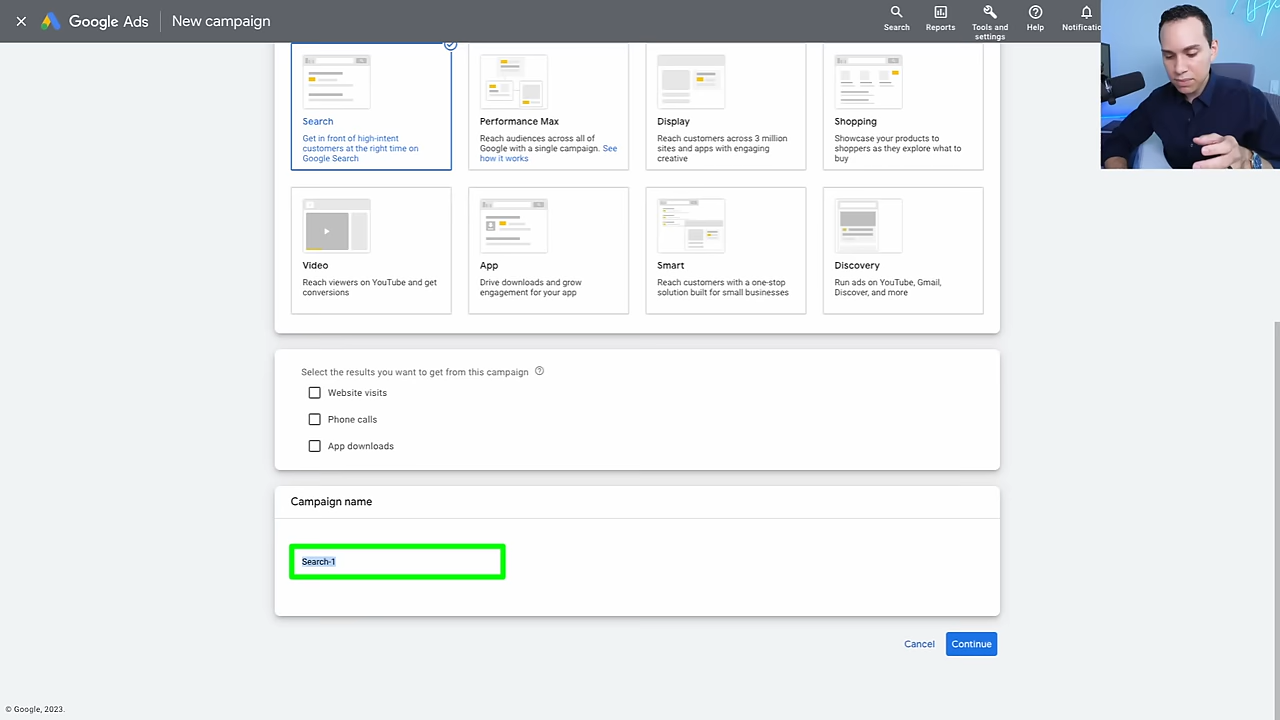 Google Ads
New campaign
Search
Reports
Tools and
settings
Help
Search
Get in front of high-intent
customers at the right time on
Google Search
Performance Max
Reach audiences across all of
Google with a single campaign. See
how it works
Display
Reach customers across 3 million
sites and apps with engaging
creative
Shopping
Showcase your products to
shoppers as they explore what to
buy
Video
Reach viewers on YouTube and get
conversions
App
Drive downloads and grow
engagement for your app
Smart
Reach customers with a one-stop
solution built for small businesses
Discovery
Run ads on YouTube, Gmail,
Discover, and more
Select the results you want to get from this campaign
Website visits
Phone calls
App downloads
Campaign name
Search-1
Cancel
Continue
© Google, 2023.